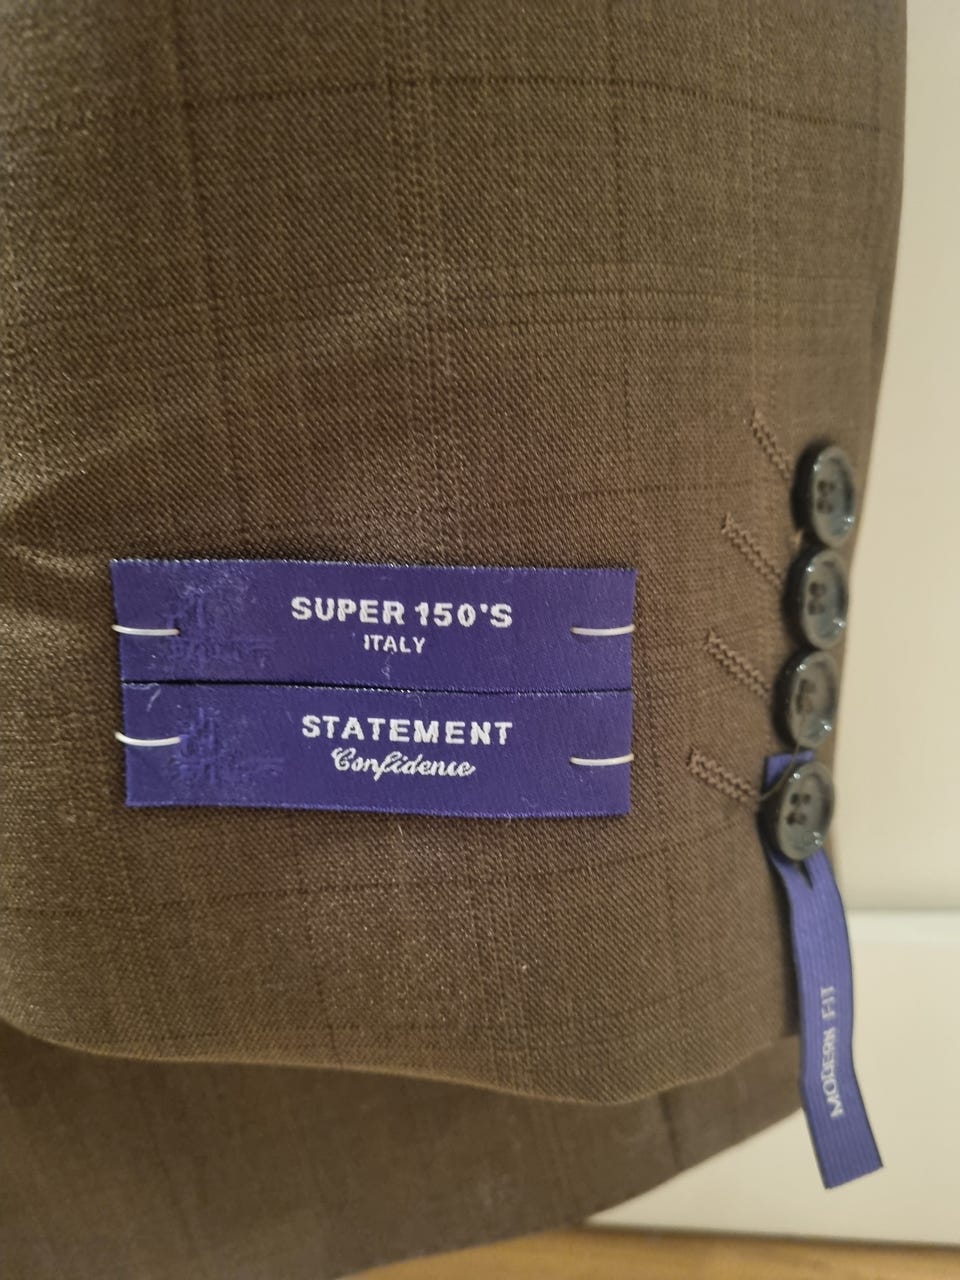 SUPER 150'S
ITALY
STATEMENT
Confidence
MODERN FIT